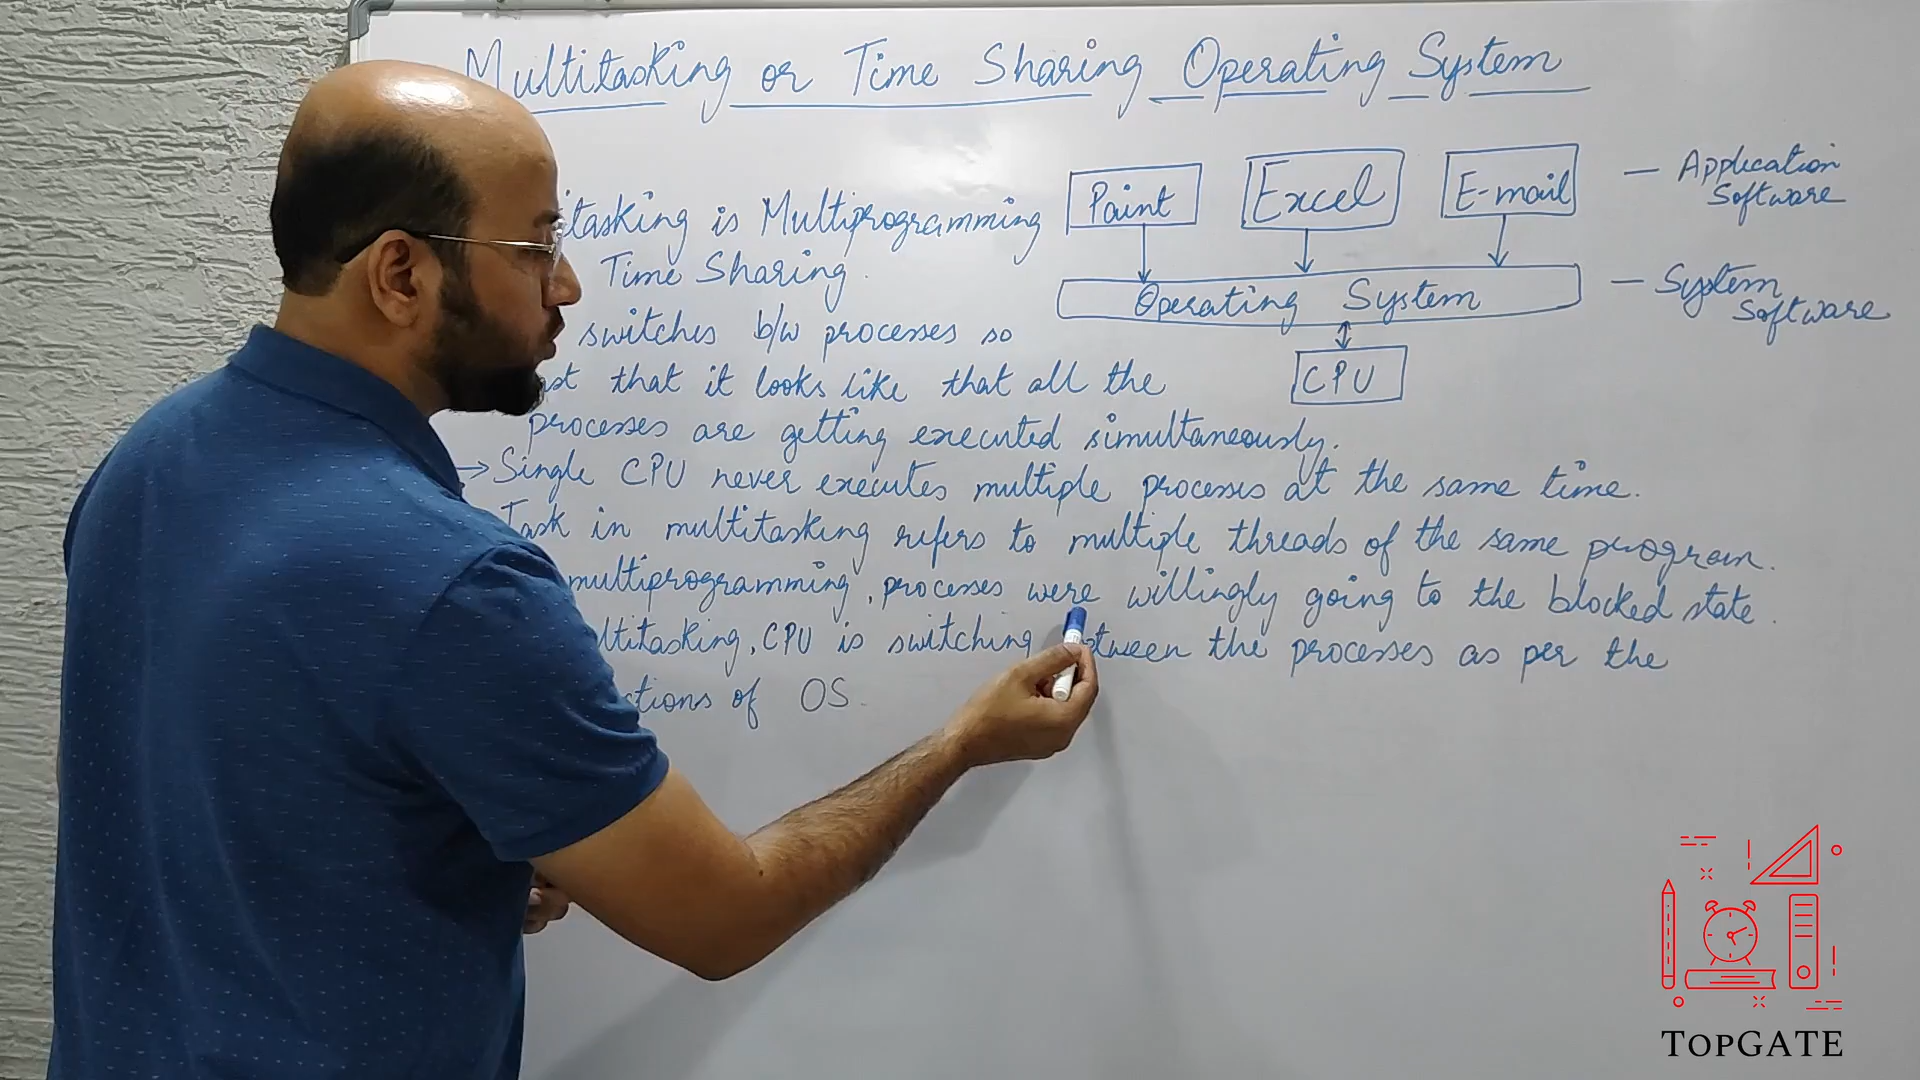 Multitasking or Time Sharing Operating System
itasking is Multiprogramming
Time Sharing.
switches b/w processes so
that it looks like that all the
processes are getting executed simultaneously.
→ Single CPU never executes multiple processes at the same time.
Task in multitasking refers to multiple threads of the same program.
multiprogramming, processes were willingly going to the blocked state.
ltitasking, CPU is switching between the processes as per the
ctions of OS.
Paint
Excel
E-mail
— Application
Software
Operating System
— System
Software
CPU
TOPGATE